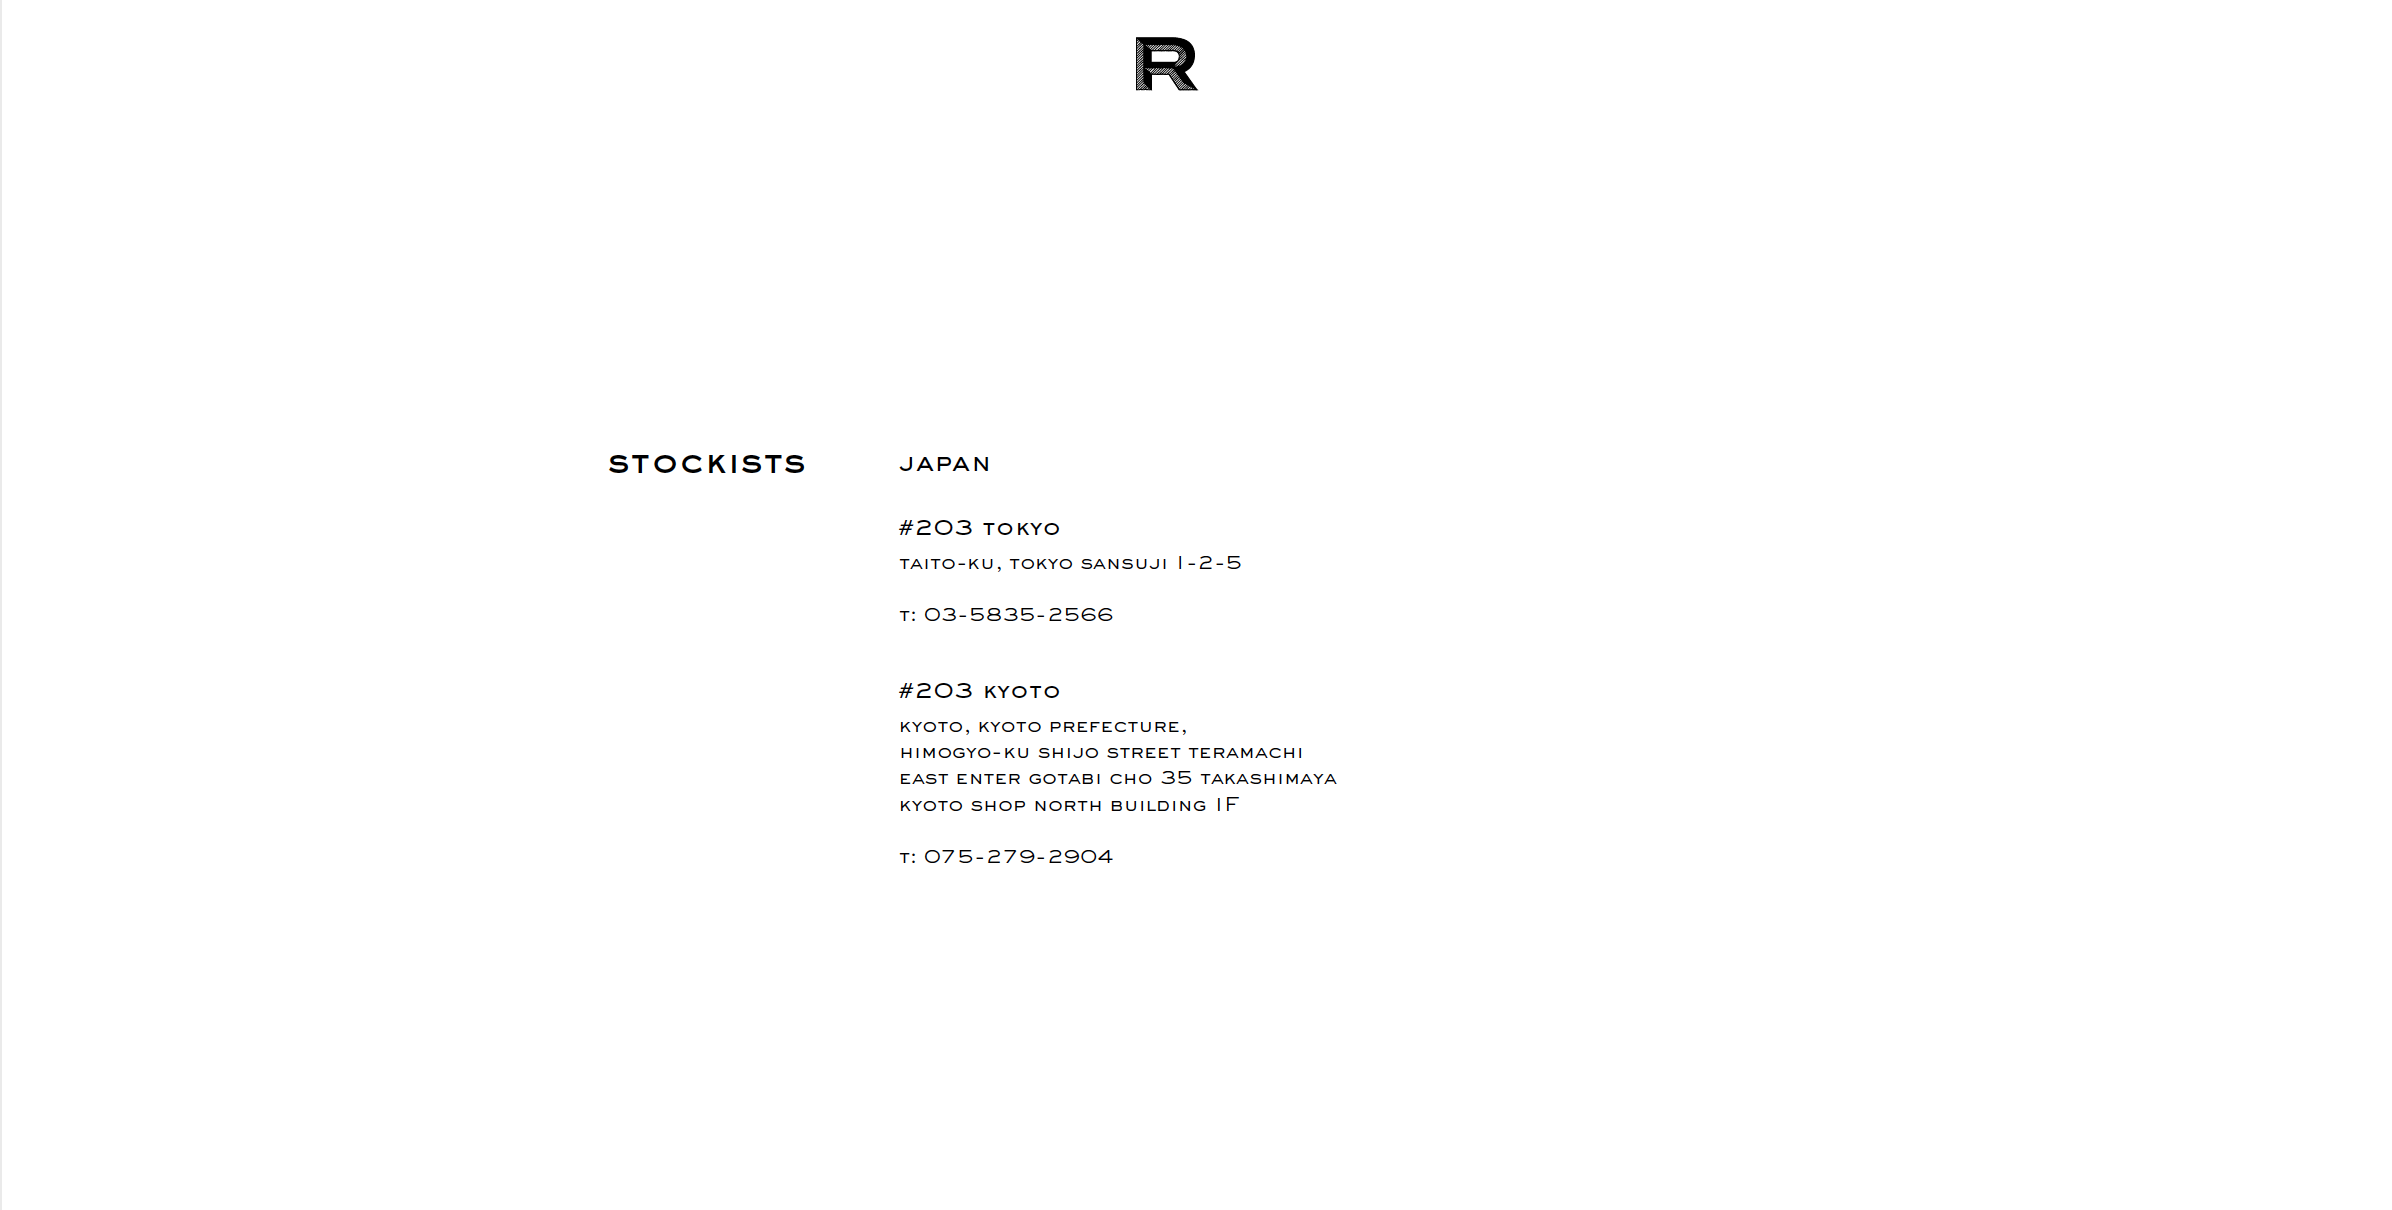 R
STOCKISTS
JAPAN
#203 TOKYO
TAITO-KU, TOKYO SANSUJI 1-2-5
T: 03-5835-2566
#203 KYOTO
KYOTO, KYOTO PREFECTURE,
HIMOGYO-KU SHIJO STREET TERAMACHI
EAST ENTER GOTABI CHO 35 TAKASHIMAYA
KYOTO SHOP NORTH BUILDING 1F
T: 075-279-2904